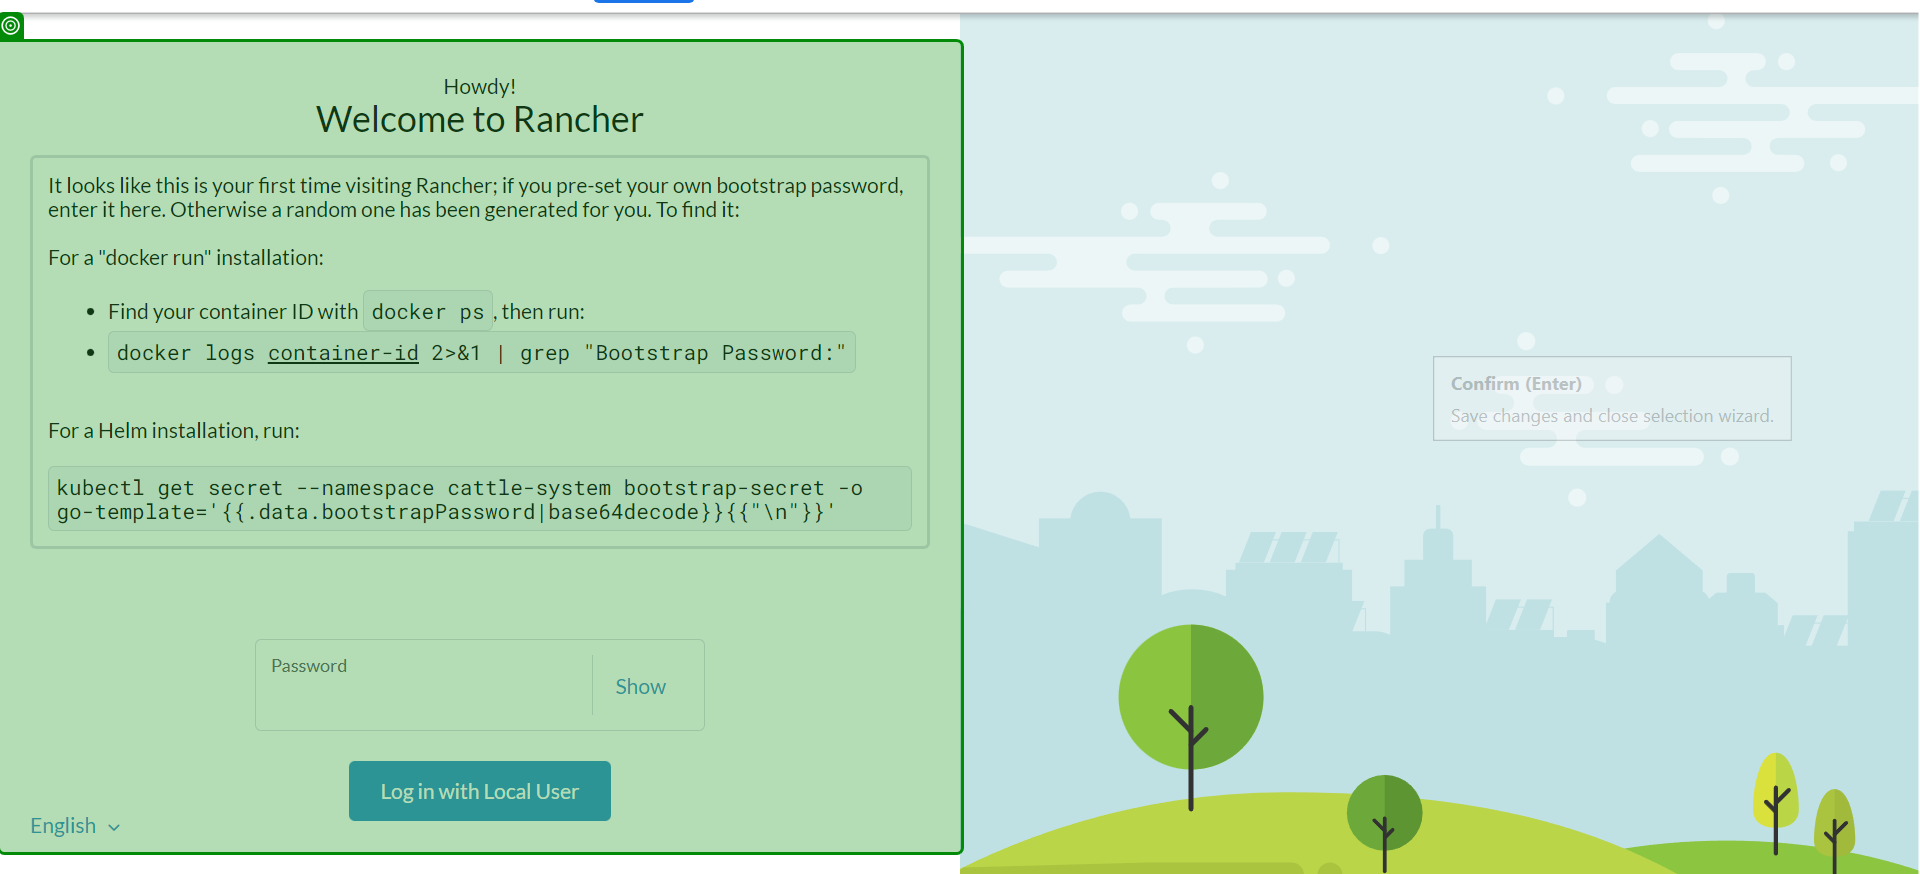 Howdy!
Welcome to Rancher
It looks like this is your first time visiting Rancher; if you pre-set your own bootstrap password,
enter it here. Otherwise a random one has been generated for you. To find it:
For a "docker run" installation:
• Find your container ID with docker ps, then run:
• docker logs container-id 2>&1 | grep "Bootstrap Password:"
For a Helm installation, run:
kubectl get secret --namespace cattle-system bootstrap-secret -o
go-template='{{.data.bootstrapPassword|base64decode}}{{"\n"}}'
Password
Show
Log in with Local User
English
Confirm (Enter)
Save changes and close selection wizard.